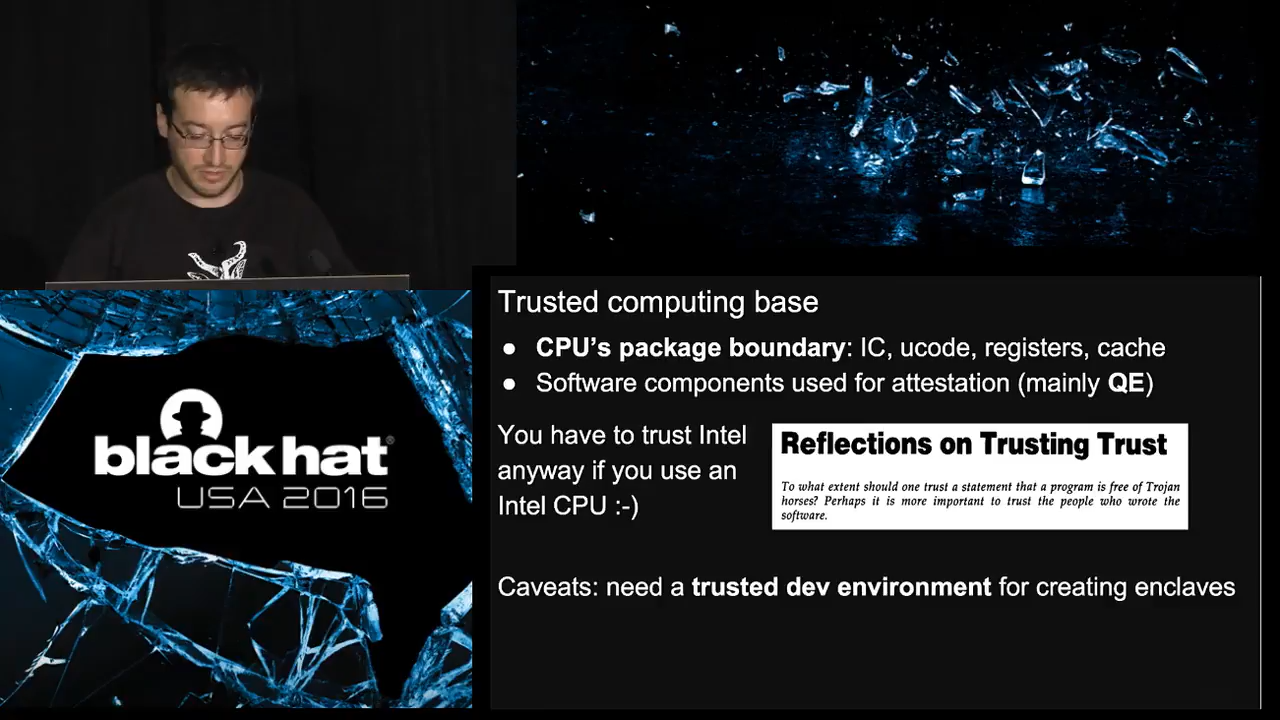 Trusted computing base
● CPU's package boundary: IC, ucode, registers, cache
● Software components used for attestation (mainly QE)
You have to trust Intel
anyway if you use an
Intel CPU :-)
Reflections on Trusting Trust
To what extent should one trust a statement that a program is free of Trojan
horses? Perhaps it is more important to trust the people who wrote the
software.
Caveats: need a trusted dev environment for creating enclaves
black hat®
USA 2016